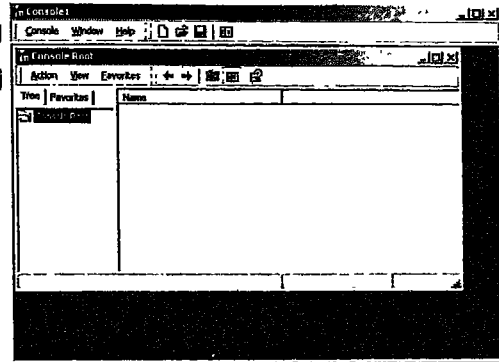 Console1
Console Window Help
Console Root
Action View Favorites
Tree Favorites Name
Console Root